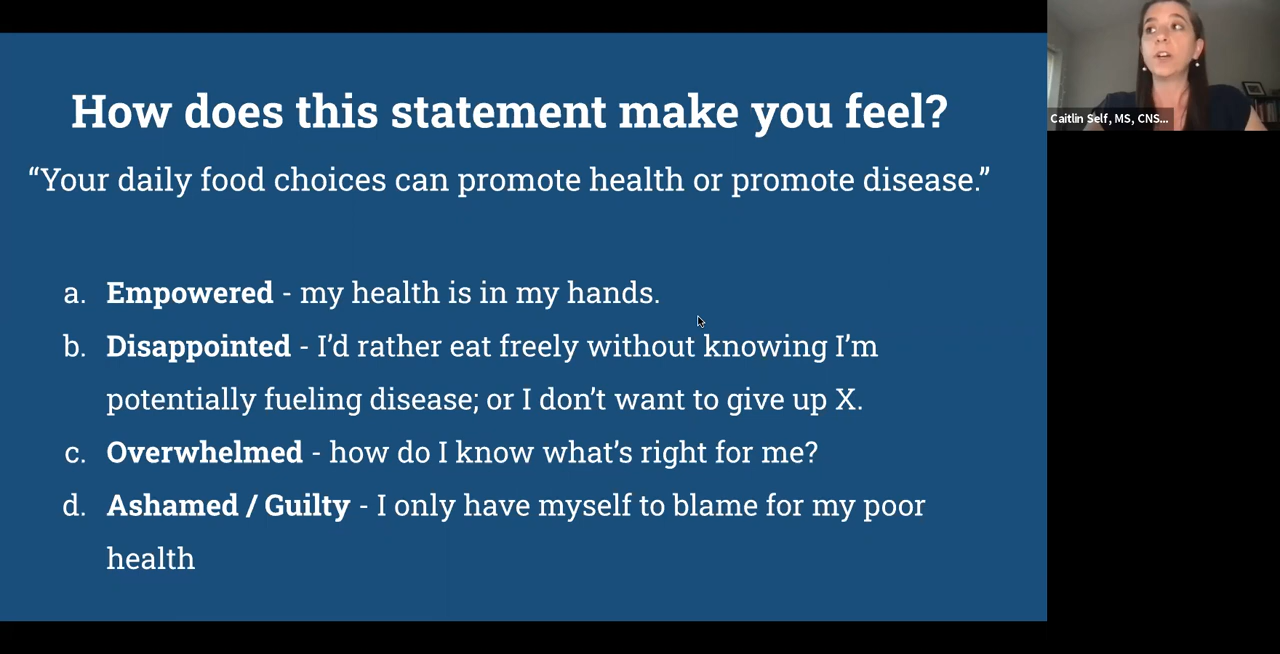 How does this statement make you feel?
“Your daily food choices can promote health or promote disease.”
a. Empowered - my health is in my hands.
b. Disappointed - I’d rather eat freely without knowing I’m
potentially fueling disease; or I don’t want to give up X.
c. Overwhelmed - how do I know what’s right for me?
d. Ashamed / Guilty - I only have myself to blame for my poor
health
Caitlin Self, MS, CNS...